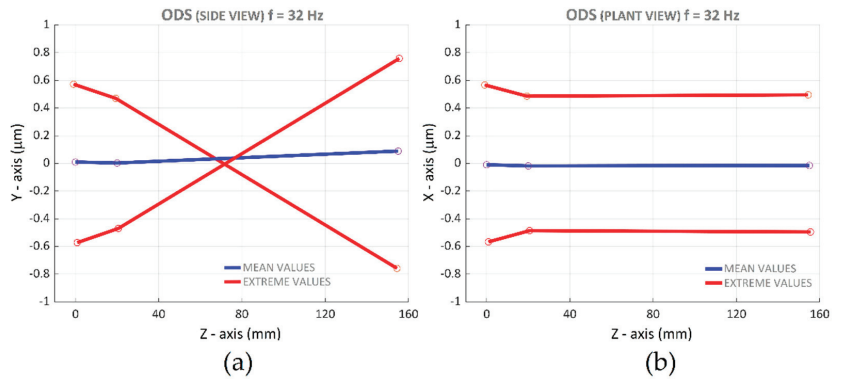 ODS (SIDE VIEW) f = 32 Hz
1
0.8
0.6
0.4
0.2
0
-0.2
-0.4
-0.6
-0.8
-1
Y - axis (µm)
MEAN VALUES
EXTREME VALUES
0 40 80 120 160
Z - axis (mm)
(a)
ODS (PLANT VIEW) f = 32 Hz
1
0.8
0.6
0.4
0.2
0
-0.2
-0.4
-0.6
-0.8
-1
X - axis (µm)
MEAN VALUES
EXTREME VALUES
0 40 80 120 160
Z - axis (mm)
(b)